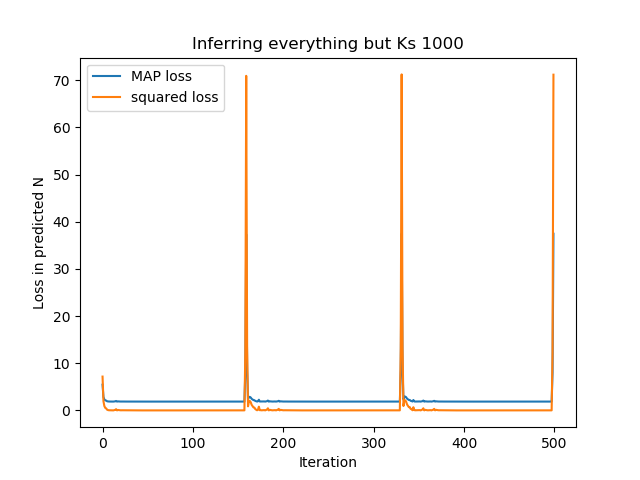 Inferring everything but Ks 1000
MAP loss
squared loss
Loss in predicted N
70
60
50
40
30
20
10
0
0 100 200 300 400 500
Iteration